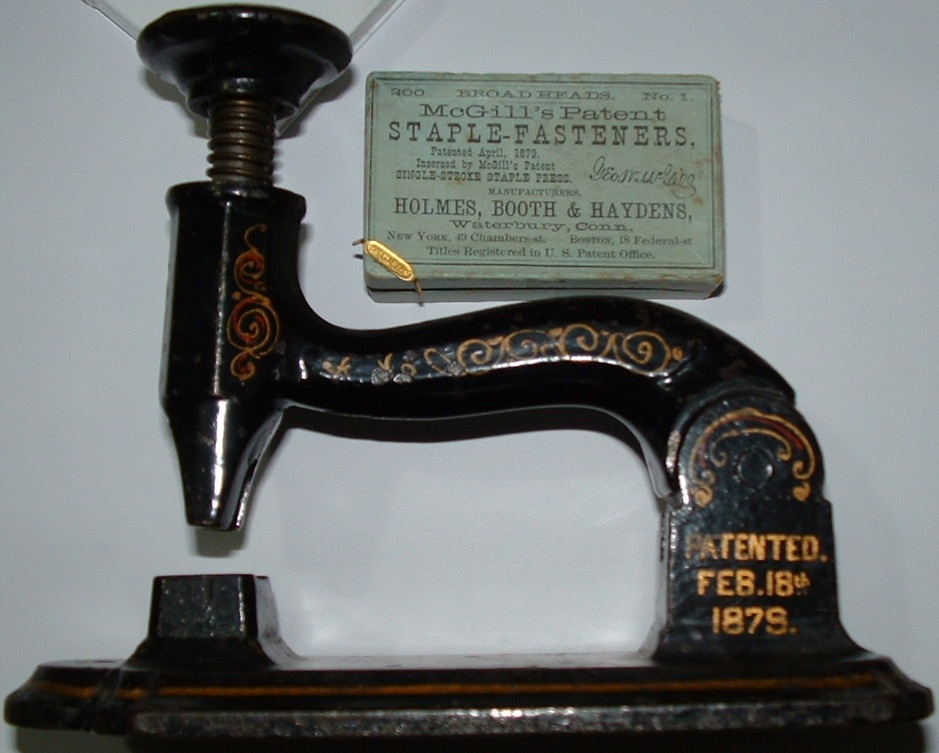 200 BROAD HEADS. No. 1.
McGill's Patent
STAPLE-FASTENERS,
Patented April, 1879.
Inserted by McGill's Patent
SINGLE-STROKE STAPLE PRESS.
MANUFACTURERS,
HOLMES, BOOTH & HAYDENS,
Waterbury, Conn.
NEW YORK, 49 Chambers-st. BOSTON, 18 Federal-st
Titles Registered in U. S. Patent Office.
PATENTED.
FEB. 18th
1879.